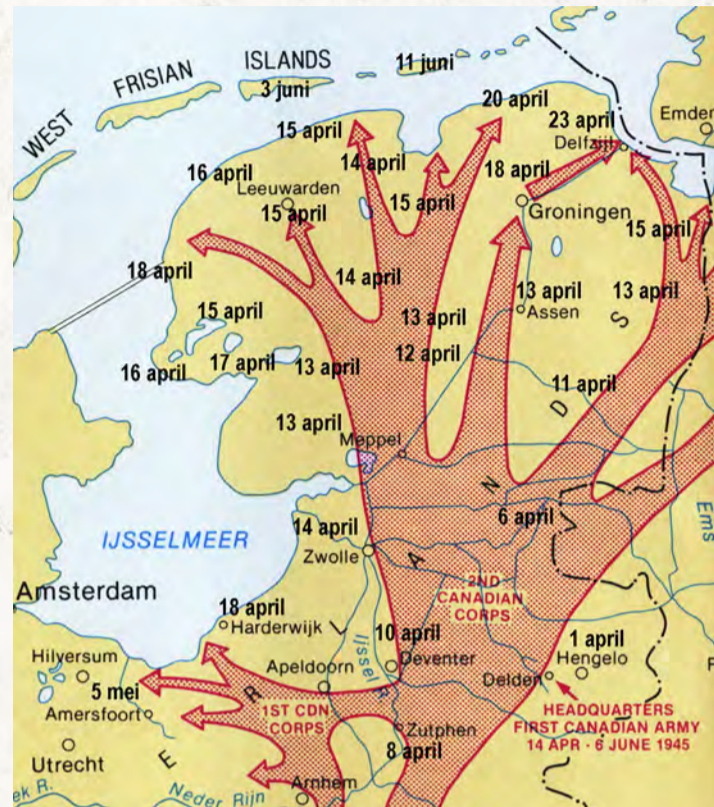 WEST
FRISIAN
ISLANDS
3 juni
11 juni
20 april
23 april
Emden
Delfzijl
15 april
14 april
16 april
18 april
Leeuwarden
15 april
15 april
Groningen
15 april
18 april
14 april
13 april
13 april
Assen
S
15 april
13 april
12 april
16 april
17 april
13 april
11 april
D
13 april
Meppel
N
6 april
Ems
14 april
IJSSELMEER
Zwolle
A
2ND
CANADIAN
CORPS
Amsterdam
18 april
Harderwijk
L
10 april
IJssel R.
Deventer
1 april
Hengelo
Hilversum
Apeldoorn
Delden
5 mei
R
Amersfoort
1ST CDN
CORPS
Zutphen
HEADQUARTERS
FIRST CANADIAN ARMY
14 APR - 6 JUNE 1945
8 april
Utrecht
E
ek R.
Neder Rijn
Arnhem